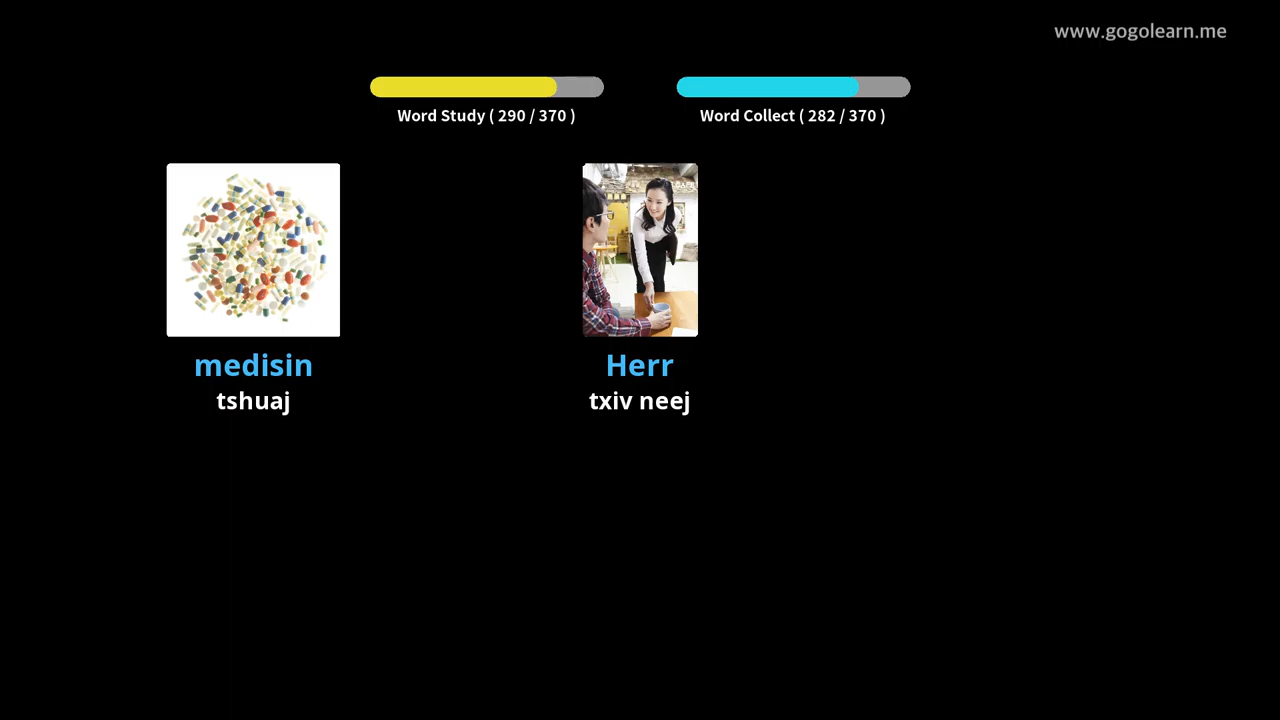 www.gogolearn.me
Word Study ( 290 / 370 )
Word Collect ( 282 / 370 )
medisin
tshuaj
Herr
txiv neej